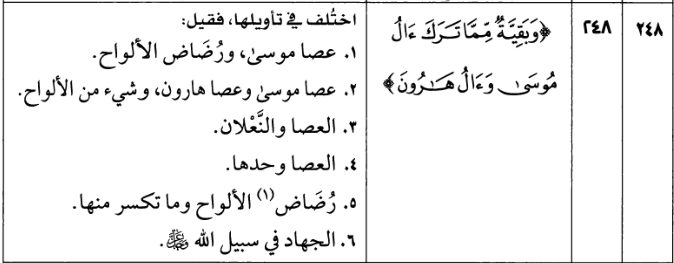 ٢٤٨
٢٤٨
﴿وَبَقِيَّةٌ مِّمَّا تَرَكَ ءَالُ
مُوسَىٰ وَءَالُ هَٰرُونَ﴾
اختُلف في تأويلها، فقيل:
١. عصا موسىٰ، ورُضَاض الألواح.
٢. عصا موسىٰ وعصا هارون، وشيء من الألواح.
٣. العصا والنَّعْلان.
٤. العصا وحدها.
٥. رُضَاض(١) الألواح وما تكسر منها.
٦. الجهاد في سبيل الله ﷻ.